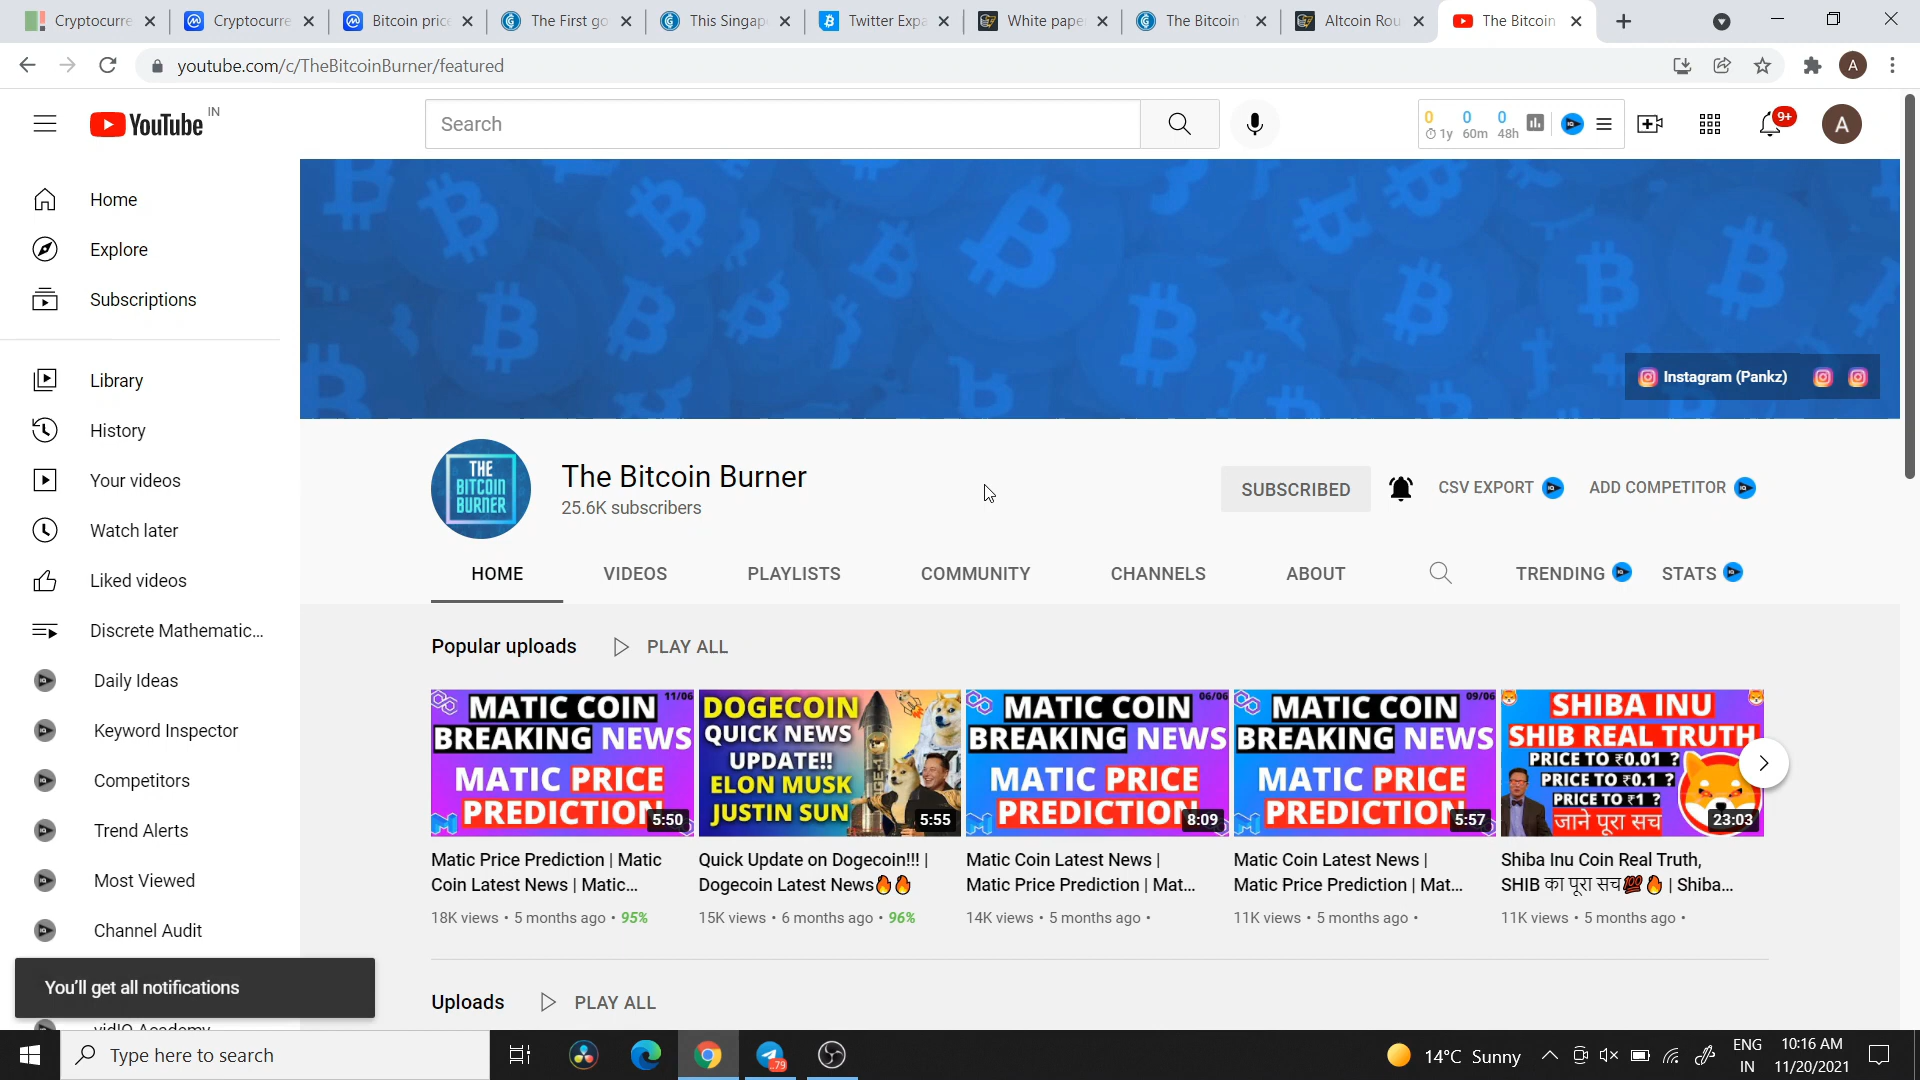 Cryptocurre
Cryptocurre
Bitcoin price
The First go
This Singap
Twitter Expa
White pape
The Bitcoin
Altcoin Rou
The Bitcoin
youtube.com/c/TheBitcoinBurner/featured
A
YouTube IN
Search
0 0 0
1y 60m 48h
9+
A
Home
Explore
Subscriptions
Library
History
Your videos
Watch later
Liked videos
Discrete Mathematic...
Daily Ideas
Keyword Inspector
Competitors
Trend Alerts
Most Viewed
Channel Audit
You'll get all notifications
vidIQ Academy
Instagram (Pankz)
THE
BITCOIN
BURNER
The Bitcoin Burner
25.6K subscribers
SUBSCRIBED
CSV EXPORT
ADD COMPETITOR
HOME VIDEOS PLAYLISTS COMMUNITY CHANNELS ABOUT TRENDING STATS
Popular uploads PLAY ALL
11/06
MATIC COIN
BREAKING NEWS
MATIC PRICE
PREDICTION
5:50
Matic Price Prediction | Matic
Coin Latest News | Matic...
18K views • 5 months ago • 95%
DOGECOIN
QUICK NEWS
UPDATE!!
ELON MUSK
JUSTIN SUN
5:55
Quick Update on Dogecoin!!! |
Dogecoin Latest News🔥🔥
15K views • 6 months ago • 96%
06/06
MATIC COIN
BREAKING NEWS
MATIC PRICE
PREDICTION
8:09
Matic Coin Latest News |
Matic Price Prediction | Mat...
14K views • 5 months ago •
09/06
MATIC COIN
BREAKING NEWS
MATIC PRICE
PREDICTION
5:57
Matic Coin Latest News |
Matic Price Prediction | Mat...
11K views • 5 months ago •
SHIBA INU
SHIB REAL TRUTH
PRICE TO ₹0.01 ?
PRICE TO ₹0.1 ?
PRICE TO ₹1 ?
जाने पूरा सच
23:03
Shiba Inu Coin Real Truth,
SHIB का पूरा सच💯🔥 | Shiba...
11K views • 5 months ago •
Uploads PLAY ALL
Type here to search
79
14°C Sunny
ENG
IN
10:16 AM
11/20/2021